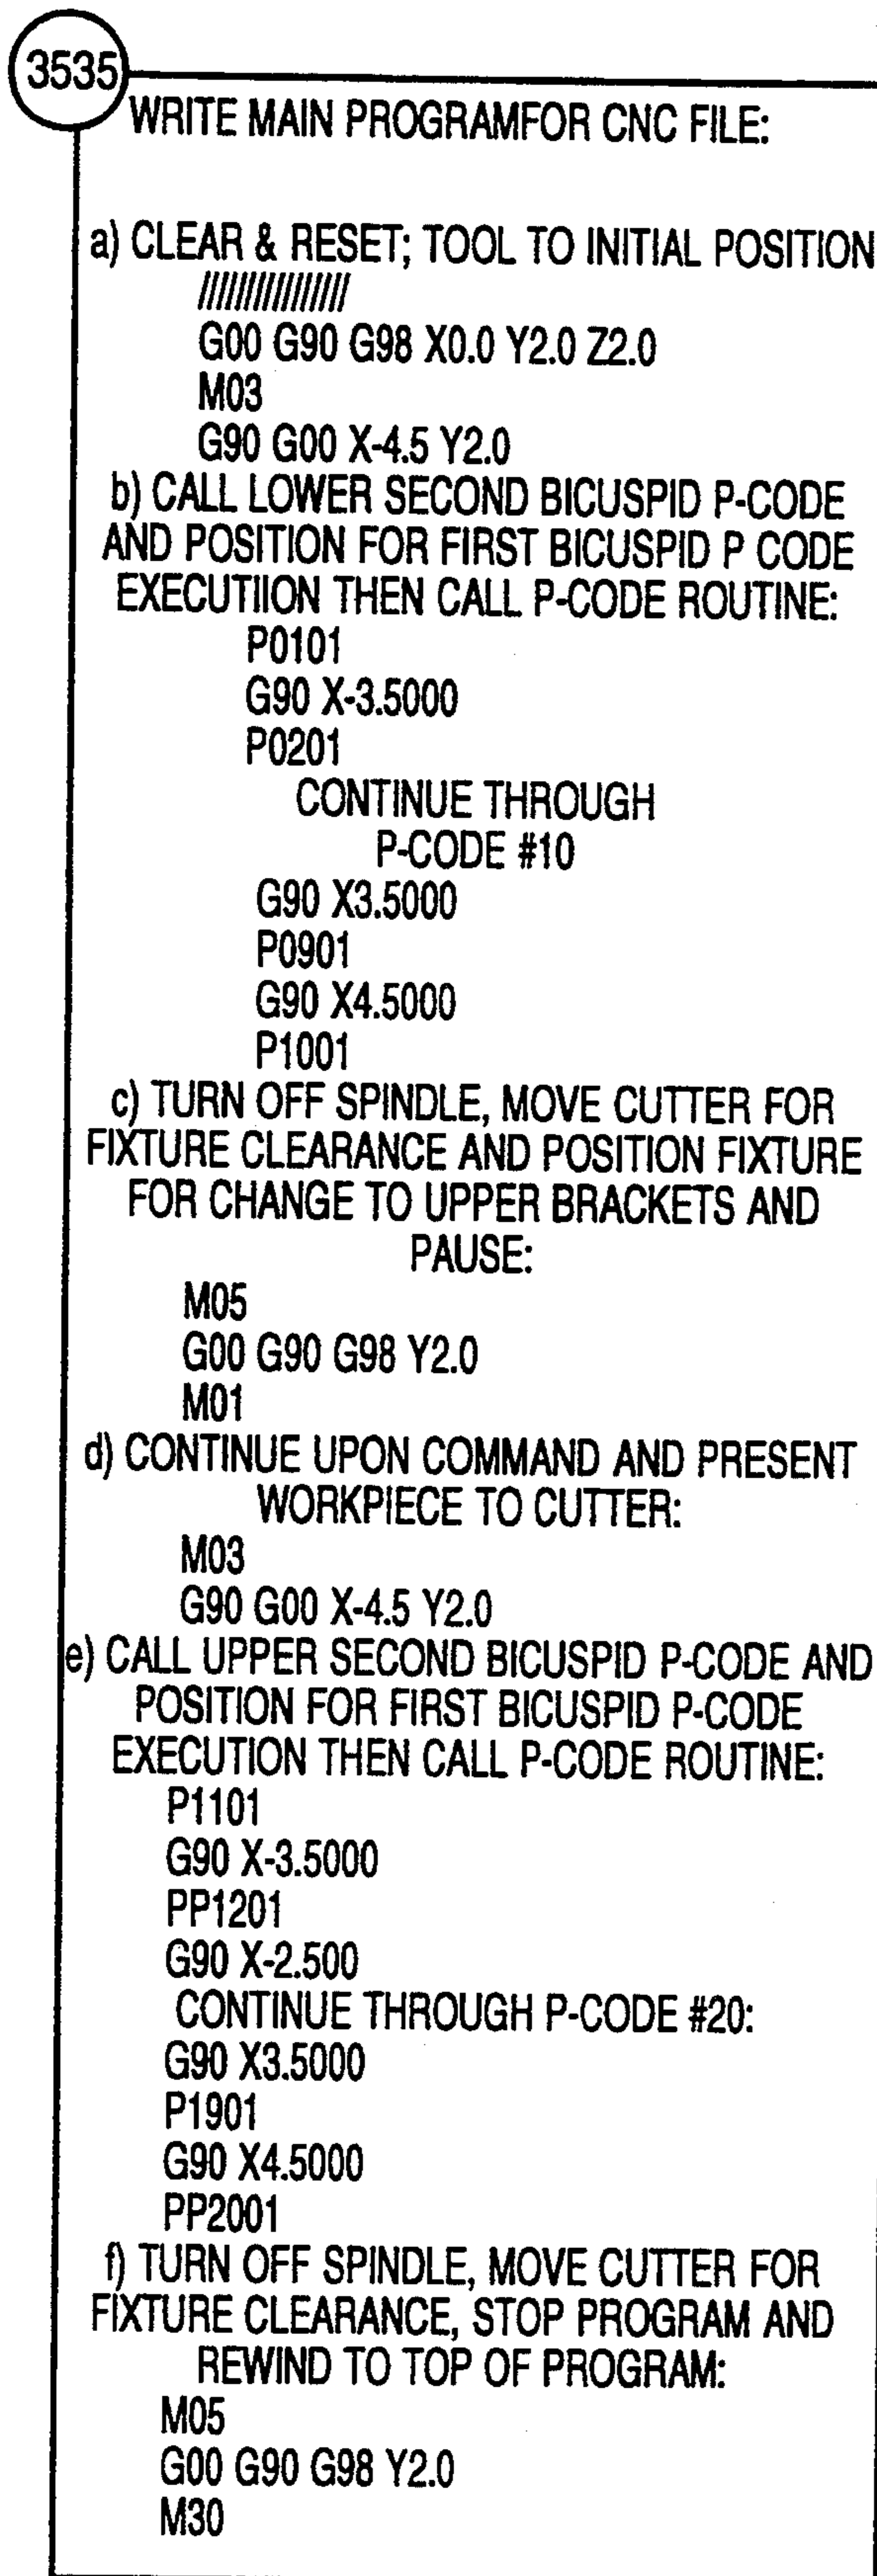 3535
WRITE MAIN PROGRAMFOR CNC FILE:
a) CLEAR & RESET; TOOL TO INITIAL POSITION
////////////////
G00 G90 G98 X0.0 Y2.0 Z2.0
M03
G90 G00 X-4.5 Y2.0
b) CALL LOWER SECOND BICUSPID P-CODE
AND POSITION FOR FIRST BICUSPID P CODE
EXECUTIION THEN CALL P-CODE ROUTINE:
P0101
G90 X-3.5000
P0201
CONTINUE THROUGH
P-CODE #10
G90 X3.5000
P0901
G90 X4.5000
P1001
c) TURN OFF SPINDLE, MOVE CUTTER FOR
FIXTURE CLEARANCE AND POSITION FIXTURE
FOR CHANGE TO UPPER BRACKETS AND
PAUSE:
M05
G00 G90 G98 Y2.0
M01
d) CONTINUE UPON COMMAND AND PRESENT
WORKPIECE TO CUTTER:
M03
G90 G00 X-4.5 Y2.0
e) CALL UPPER SECOND BICUSPID P-CODE AND
POSITION FOR FIRST BICUSPID P-CODE
EXECUTION THEN CALL P-CODE ROUTINE:
P1101
G90 X-3.5000
PP1201
G90 X-2.500
CONTINUE THROUGH P-CODE #20:
G90 X3.5000
P1901
G90 X4.5000
PP2001
f) TURN OFF SPINDLE, MOVE CUTTER FOR
FIXTURE CLEARANCE, STOP PROGRAM AND
REWIND TO TOP OF PROGRAM:
M05
G00 G90 G98 Y2.0
M30